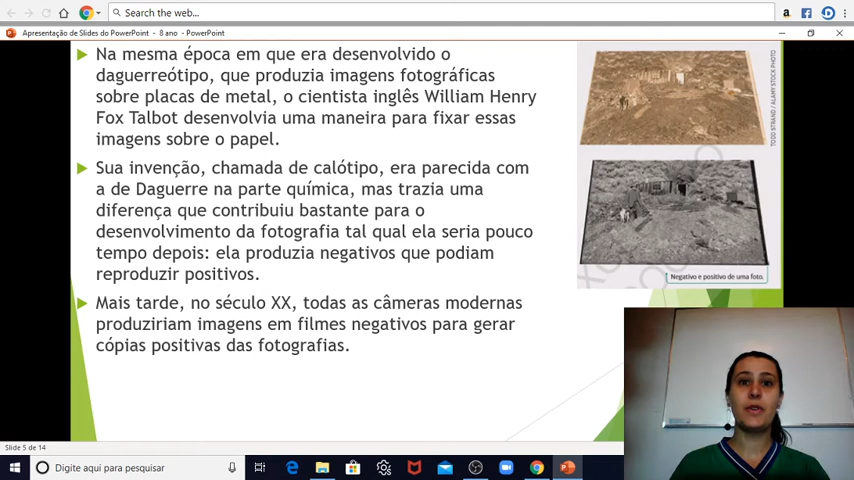 Search the web...
Apresentação de Slides do PowerPoint - 8 ano - PowerPoint
Na mesma época em que era desenvolvido o
daguerreótipo, que produzia imagens fotográficas
sobre placas de metal, o cientista inglês William Henry
Fox Talbot desenvolvia uma maneira para fixar essas
imagens sobre o papel.
Sua invenção, chamada de calótipo, era parecida com
a de Daguerre na parte química, mas trazia uma
diferença que contribuiu bastante para o
desenvolvimento da fotografia tal qual ela seria pouco
tempo depois: ela produzia negativos que podiam
reproduzir positivos.
Mais tarde, no século XX, todas as câmeras modernas
produziriam imagens em filmes negativos para gerar
cópias positivas das fotografias.
TODD STRAND / ALAMY STOCK PHOTO
Negativo e positivo de uma foto.
Slide 5 de 14
Digite aqui para pesquisar